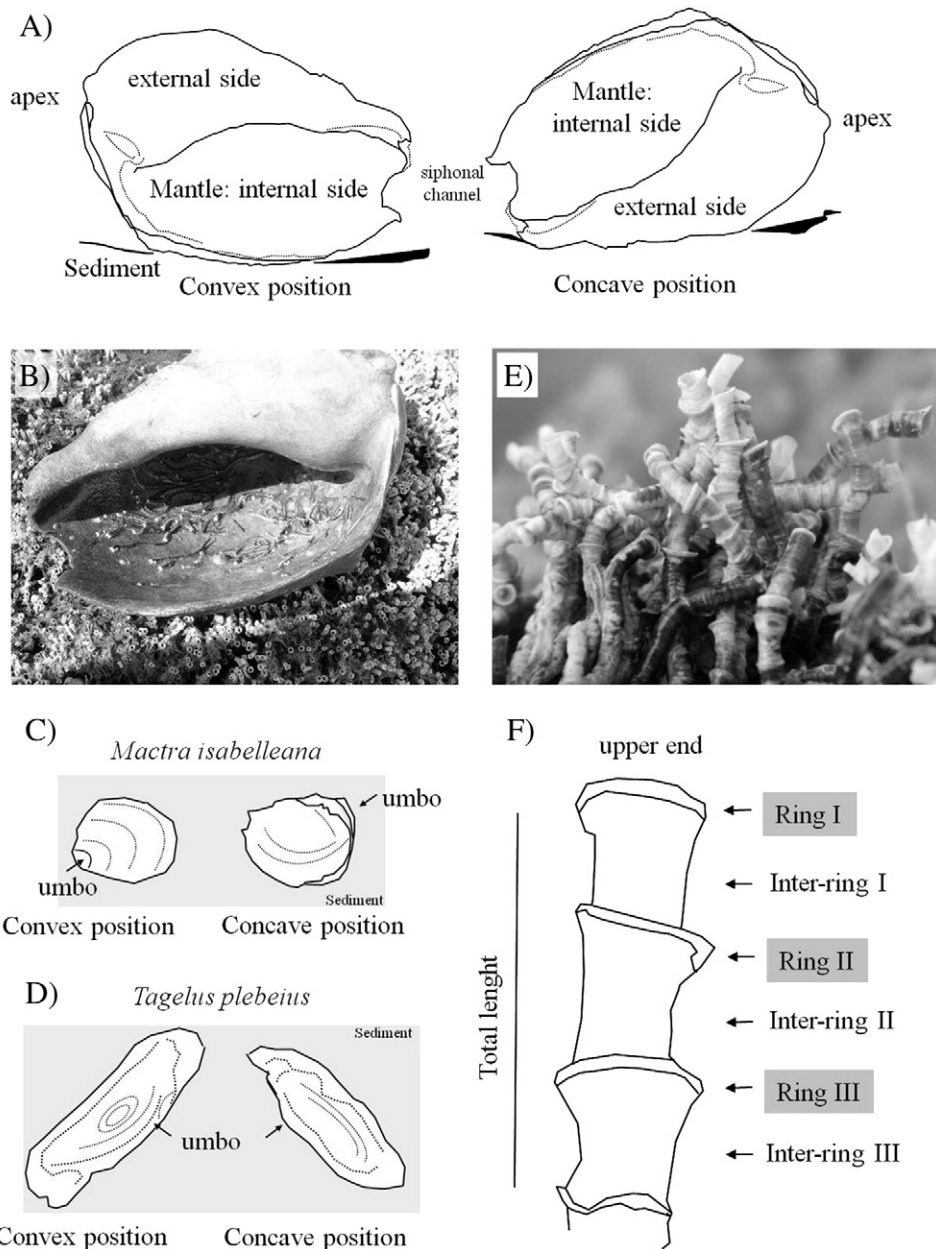 A)
external side
apex
Mantle: internal side
Sediment
Convex position
siphonal
channel
Mantle:
internal side
apex
external side
Concave position
B)
E)
C)
Mactra isabelleana
umbo
umbo
Sediment
Convex position
Concave position
D)
Tagelus plebeius
Sediment
umbo
Convex position
Concave position
F)
upper end
Ring I
Inter-ring I
Ring II
Inter-ring II
Ring III
Inter-ring III
Total lenght